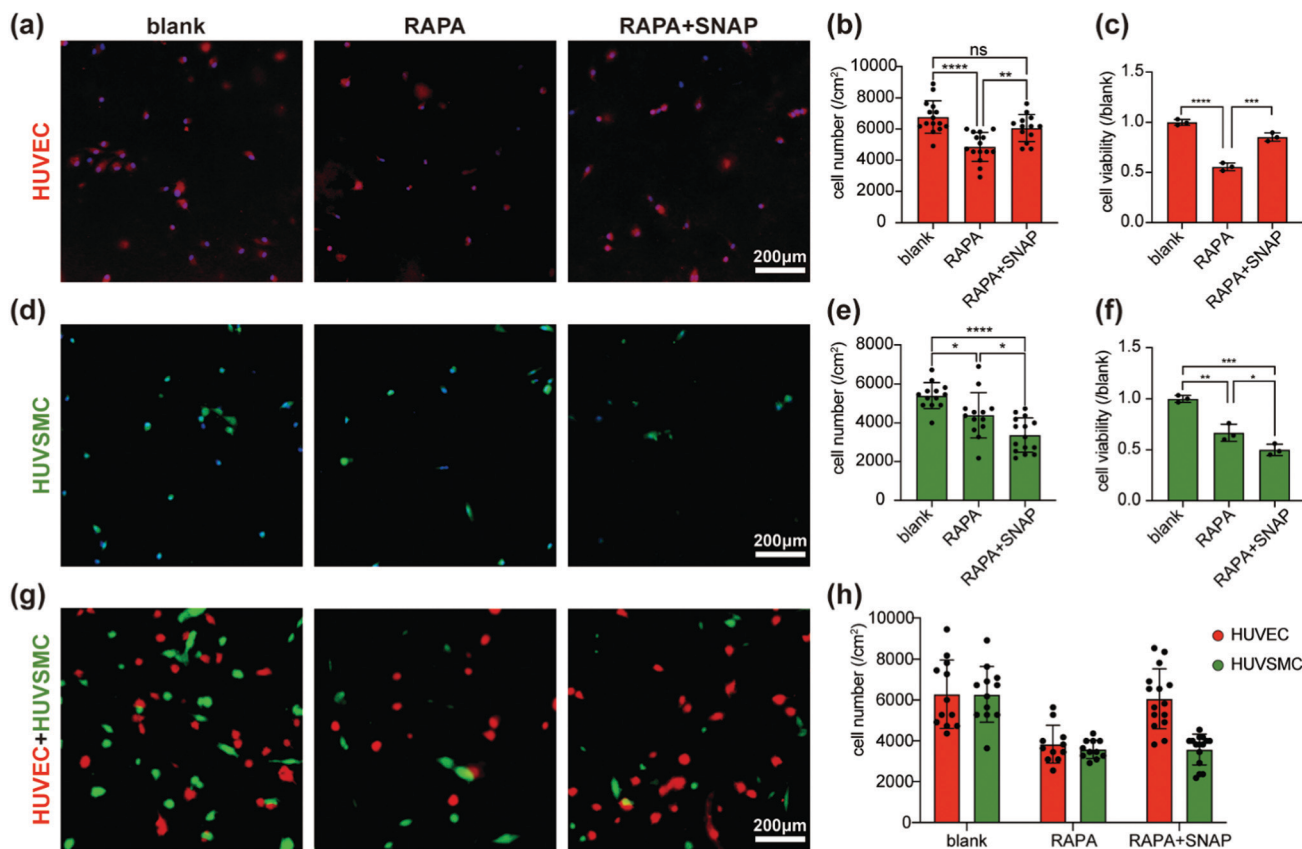 (a)
blank
RAPA
RAPA+SNAP
HUVEC
200μm
(b)
cell number (/cm²)
10000
8000
6000
4000
2000
0
ns
****
**
blank
RAPA
RAPA+SNAP
(c)
cell viability (/blank)
1.5
1.0
0.5
0.0
****
***
blank
RAPA
RAPA+SNAP
(d)
HUVSMC
200μm
(e)
cell number (/cm²)
8000
6000
4000
2000
0
****
*
*
blank
RAPA
RAPA+SNAP
(f)
cell viability (/blank)
1.5
1.0
0.5
0.0
***
**
*
blank
RAPA
RAPA+SNAP
(g)
HUVEC+HUVSMC
200μm
(h)
cell number (/cm²)
10000
8000
6000
4000
2000
0
HUVEC
HUVSMC
blank
RAPA
RAPA+SNAP